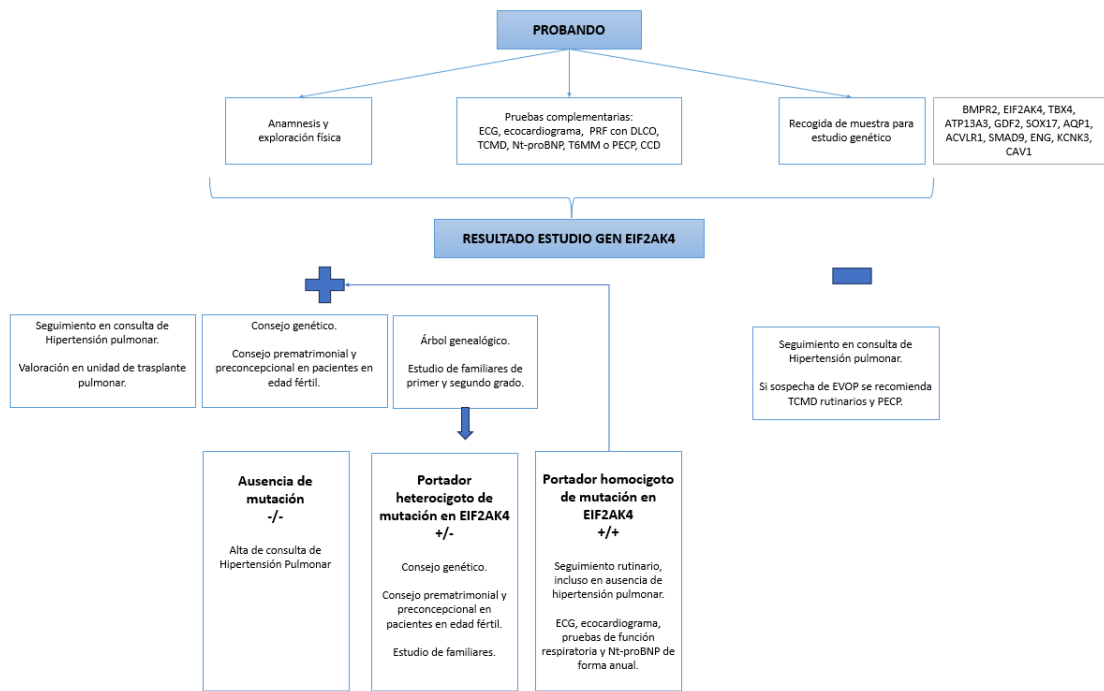 PROBANDO
Anamnesis y
exploración física
Pruebas complementarias:
ECG, ecocardiograma, PRF con DLCO,
TCMD, Nt-proBNP, T6MM o PECP, CCD
Recogida de muestra para
estudio genético
BMPR2, EIF2AK4, TBX4,
ATP13A3, GDF2, SOX17, AQP1,
ACVLR1, SMAD9, ENG, KCNK3,
CAV1
RESULTADO ESTUDIO GEN EIF2AK4
Seguimiento en consulta de
Hipertensión pulmonar.
Valoración en unidad de trasplante
pulmonar.
Consejo genético.
Consejo prematrimonial y
preconcepcional en pacientes en
edad fértil.
Árbol genealógico.
Estudio de familiares de
primer y segundo grado.
Seguimiento en consulta de
Hipertensión pulmonar.
Si sospecha de EVOP se recomienda
TCMD rutinarios y PECP.
Ausencia de
mutación
-/-
Alta de consulta de
Hipertensión Pulmonar
Portador
heterocigoto de
mutación en EIF2AK4
+/-
Consejo genético.
Consejo prematrimonial y
preconcepcional en
pacientes en edad fértil.
Estudio de familiares.
Portador homocigoto
de mutación en
EIF2AK4
+/+
Seguimiento rutinario,
incluso en ausencia de
hipertensión pulmonar.
ECG, ecocardiograma,
pruebas de función
respiratoria y Nt-proBNP de
forma anual.